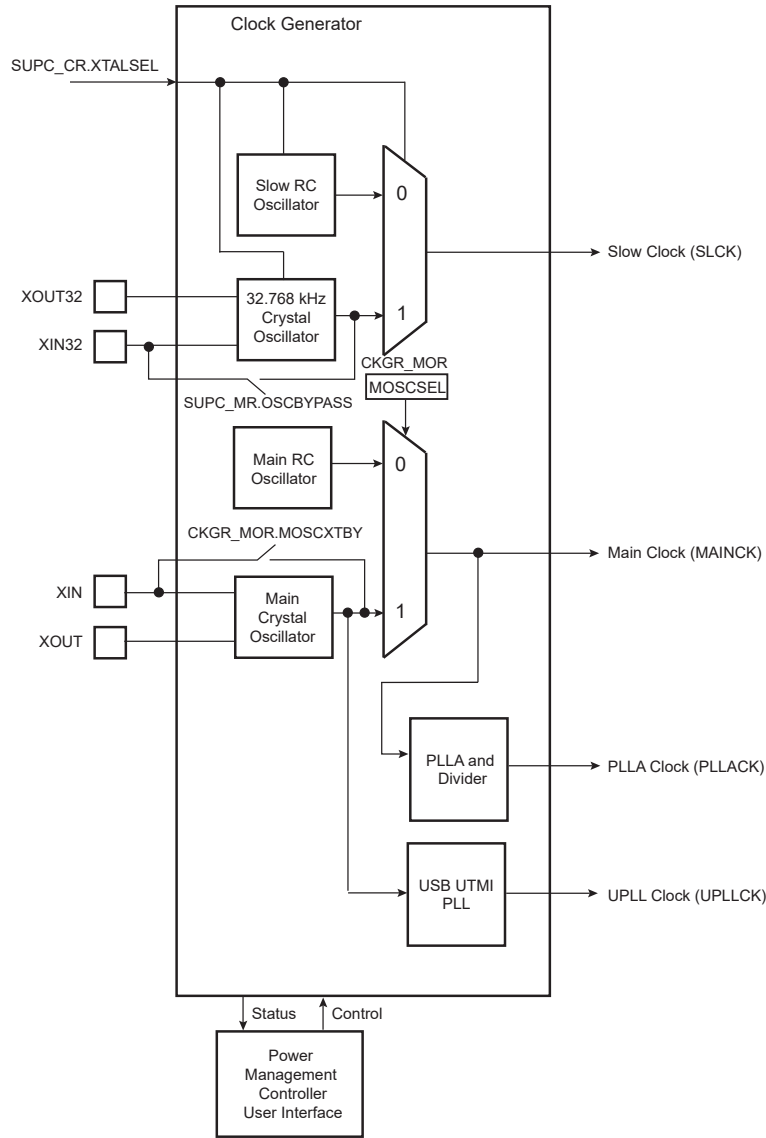 Clock Generator
SUPC_CR.XTALSEL
Slow RC
Oscillator
0
Slow Clock (SLCK)
XOUT32
32.768 kHz
Crystal
Oscillator
1
XIN32
CKGR_MOR
MOSCSEL
SUPC_MR.OSCBYPASS
Main RC
Oscillator
0
CKGR_MOR.MOSCXTBY
Main Clock (MAINCK)
XIN
Main
Crystal
Oscillator
1
XOUT
PLLA and
Divider
PLLA Clock (PLLACK)
USB UTMI
PLL
UPLL Clock (UPLLCK)
Status
Control
Power
Management
Controller
User Interface